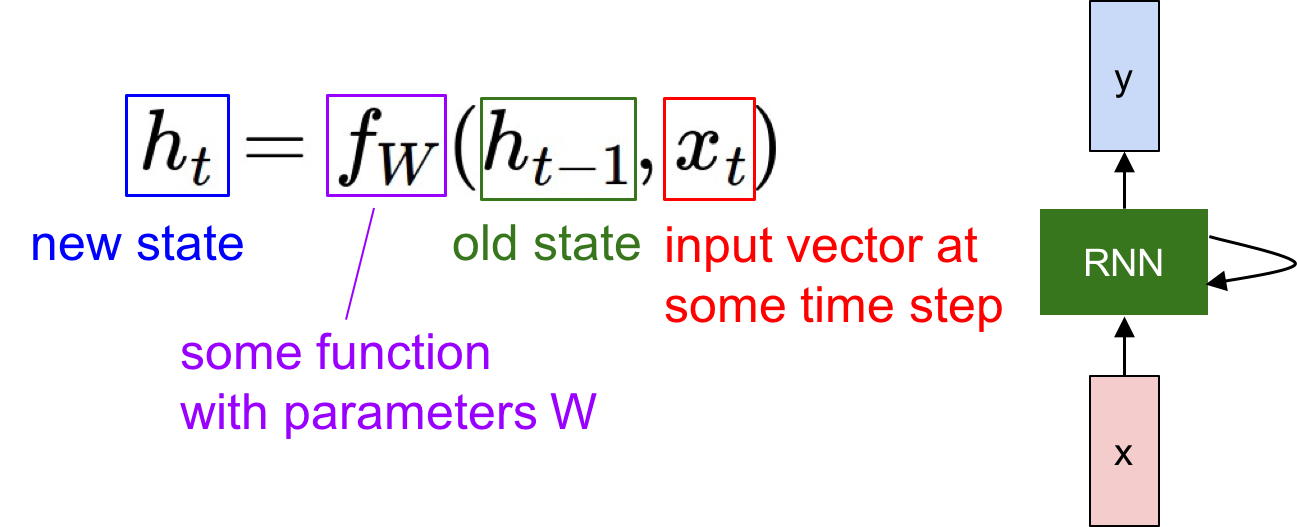 h_t = f_W(h_{t-1}, x_t)
new state
old state
input vector at
some time step
some function
with parameters W
y
RNN
x